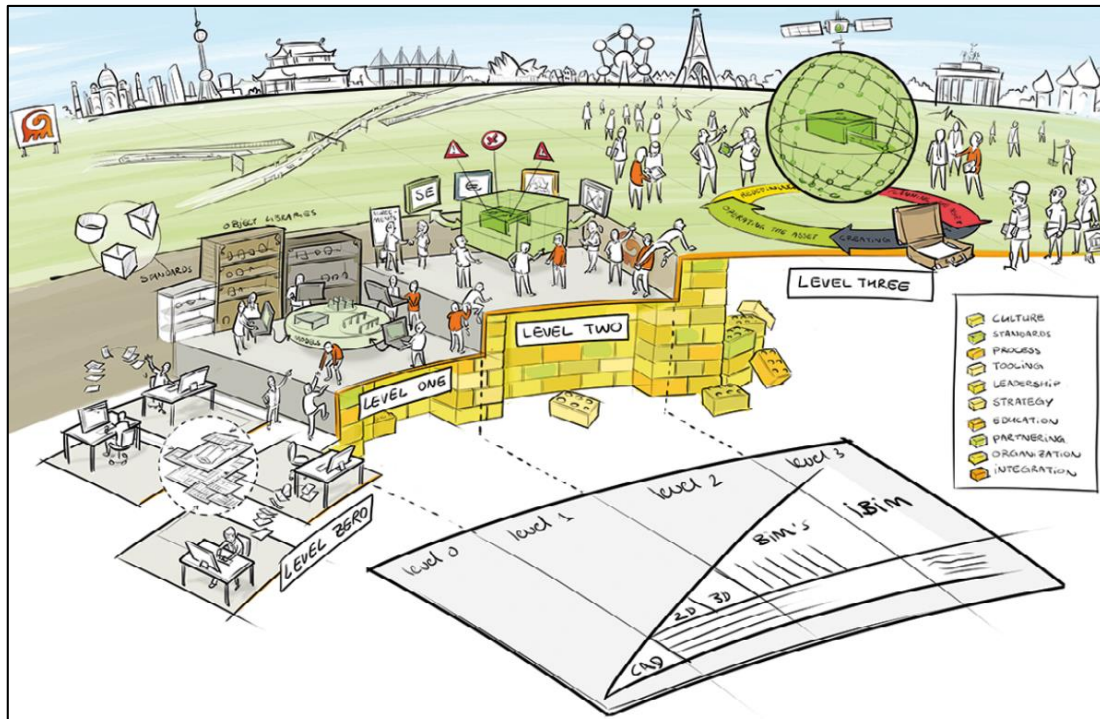 OBJECT LIBRARIES
STANDARDS
MODELS
SE
OPERATING THE ASSET
CREATING
LEVEL ZERO
LEVEL ONE
LEVEL TWO
LEVEL THREE
CULTURE
STANDARDS
PROCESS
TOOLING
LEADERSHIP
STRATEGY
EDUCATION
PARTNERING
ORGANIZATION
INTEGRATION
level 0
level 1
level 2
level 3
CAD
2D
3D
BIM's
iBIM